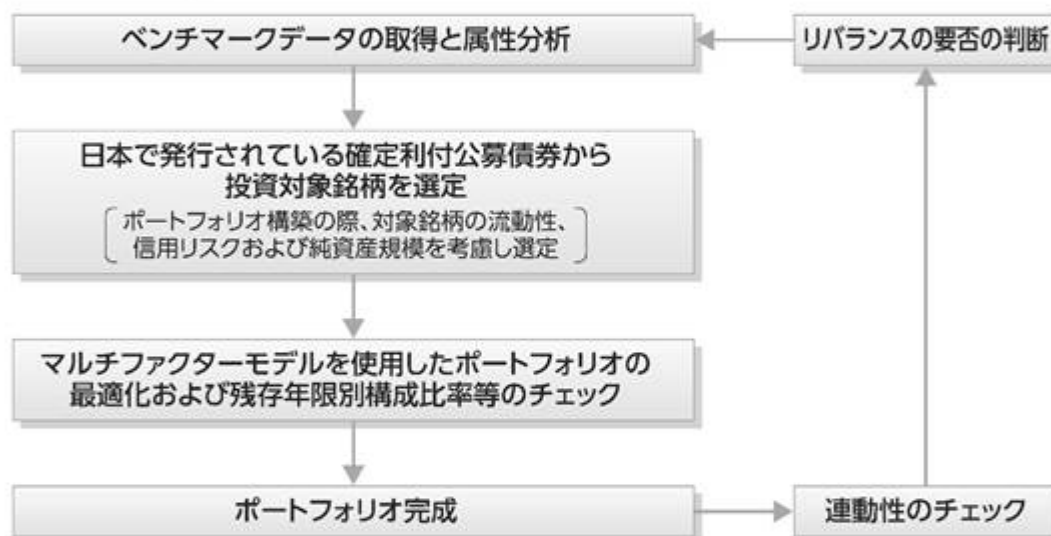 ベンチマークデータの取得と属性分析
リバランスの要否の判断
日本で発行されている確定利付公募債券から
投資対象銘柄を選定
ポートフォリオ構築の際、対象銘柄の流動性、
信用リスクおよび純資産規模を考慮し選定
マルチファクターモデルを使用したポートフォリオの
最適化および残存年限別構成比率等のチェック
ポートフォリオ完成
連動性のチェック